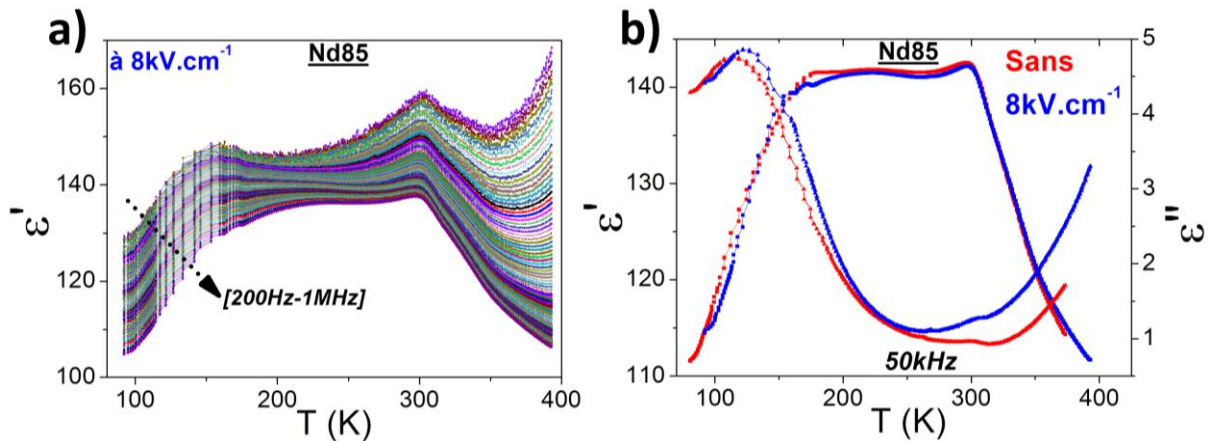 a)
à 8kV.cm-1
Nd85
ε'
160
140
120
100
[200Hz-1MHz]
100
200
300
400
T (K)
b)
Nd85
Sans
8kV.cm-1
50kHz
ε'
140
130
120
110
5
4
3
2
1
ε''
100
200
300
400
T (K)